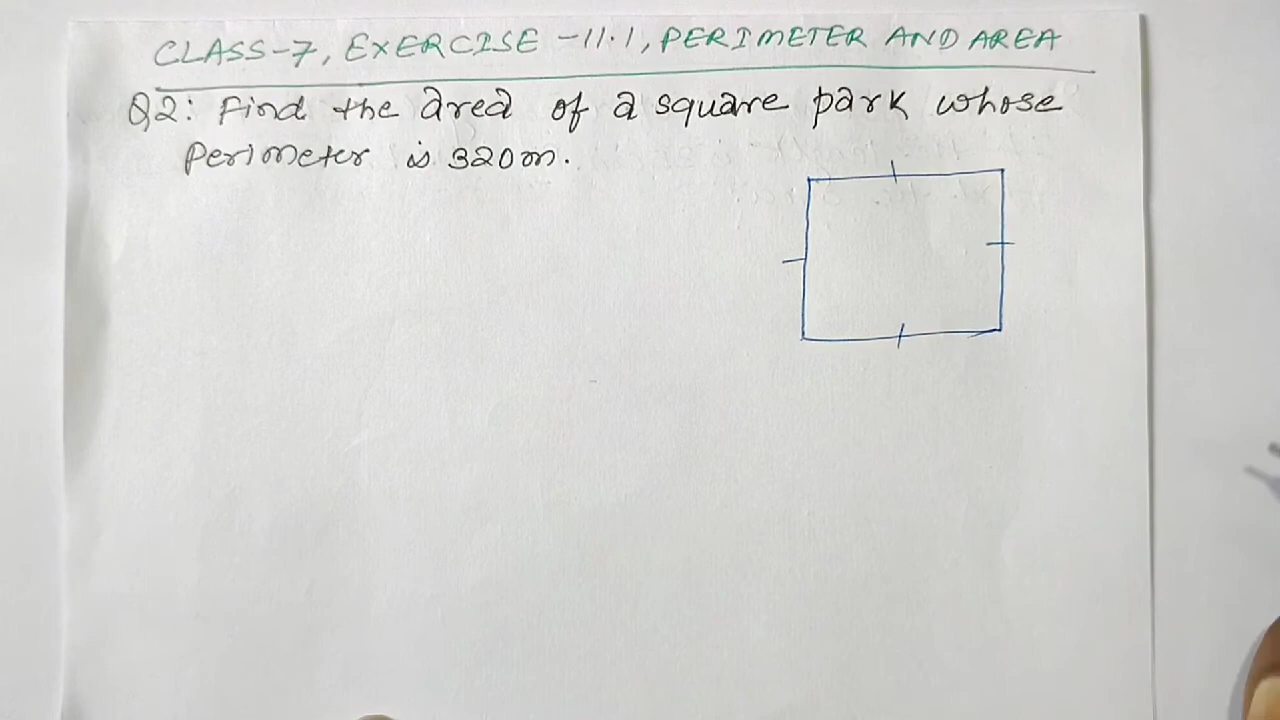 CLASS-7, EXERCISE -11.1, PERIMETER AND AREA
Q2: Find the area of a square park whose
Perimeter is 320m.